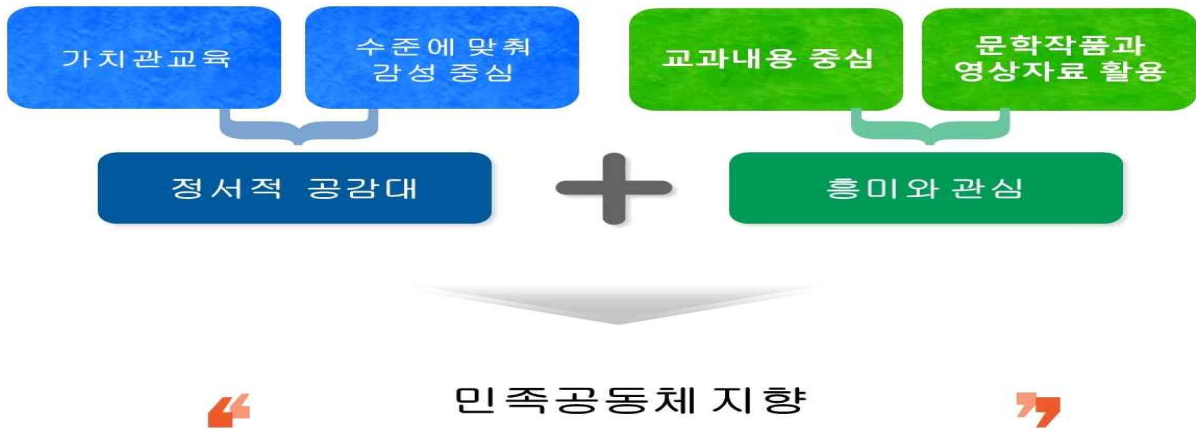 가치관교육
수준에 맞춰
감성 중심
교과내용 중심
문학작품과
영상자료 활용
정서적 공감대
흥미와 관심
“ 민족공동체 지향 ”